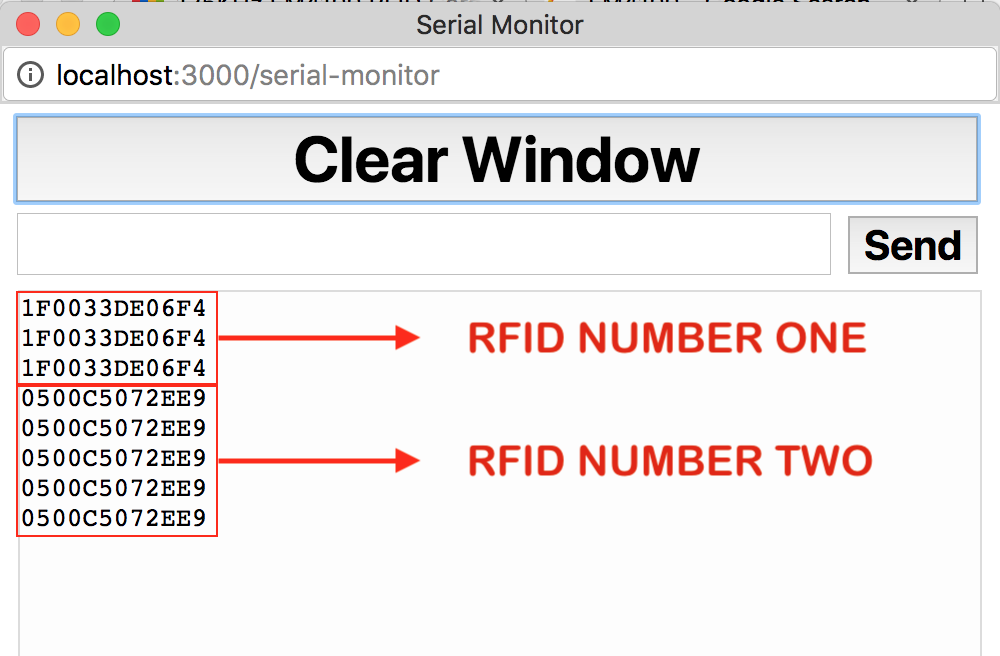 Serial Monitor
localhost:3000/serial-monitor
Clear Window
Send
1F0033DE06F4
1F0033DE06F4
1F0033DE06F4
RFID NUMBER ONE
0500C5072EE9
0500C5072EE9
0500C5072EE9
0500C5072EE9
0500C5072EE9
RFID NUMBER TWO